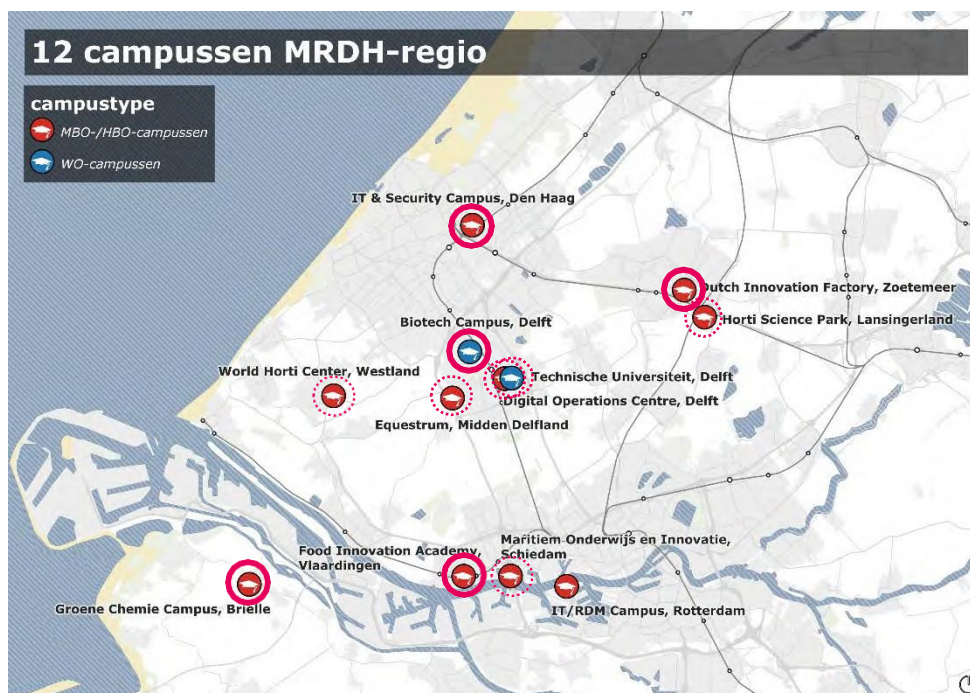 12 campussen MRDH-regio
campustype
MBO-/HBO-campussen
WO-campussen
IT & Security Campus, Den Haag
Dutch Innovation Factory, Zoetemeer
Horti Science Park, Lansingerland
Biotech Campus, Delft
World Horti Center, Westland
Technische Universiteit, Delft
Digital Operations Centre, Delft
Equestrum, Midden Delfland
Food Innovation Academy,
Vlaardingen
Maritiem Onderwijs en Innovatie,
Schiedam
Groene Chemie Campus, Brielle
IT/RDM Campus, Rotterdam